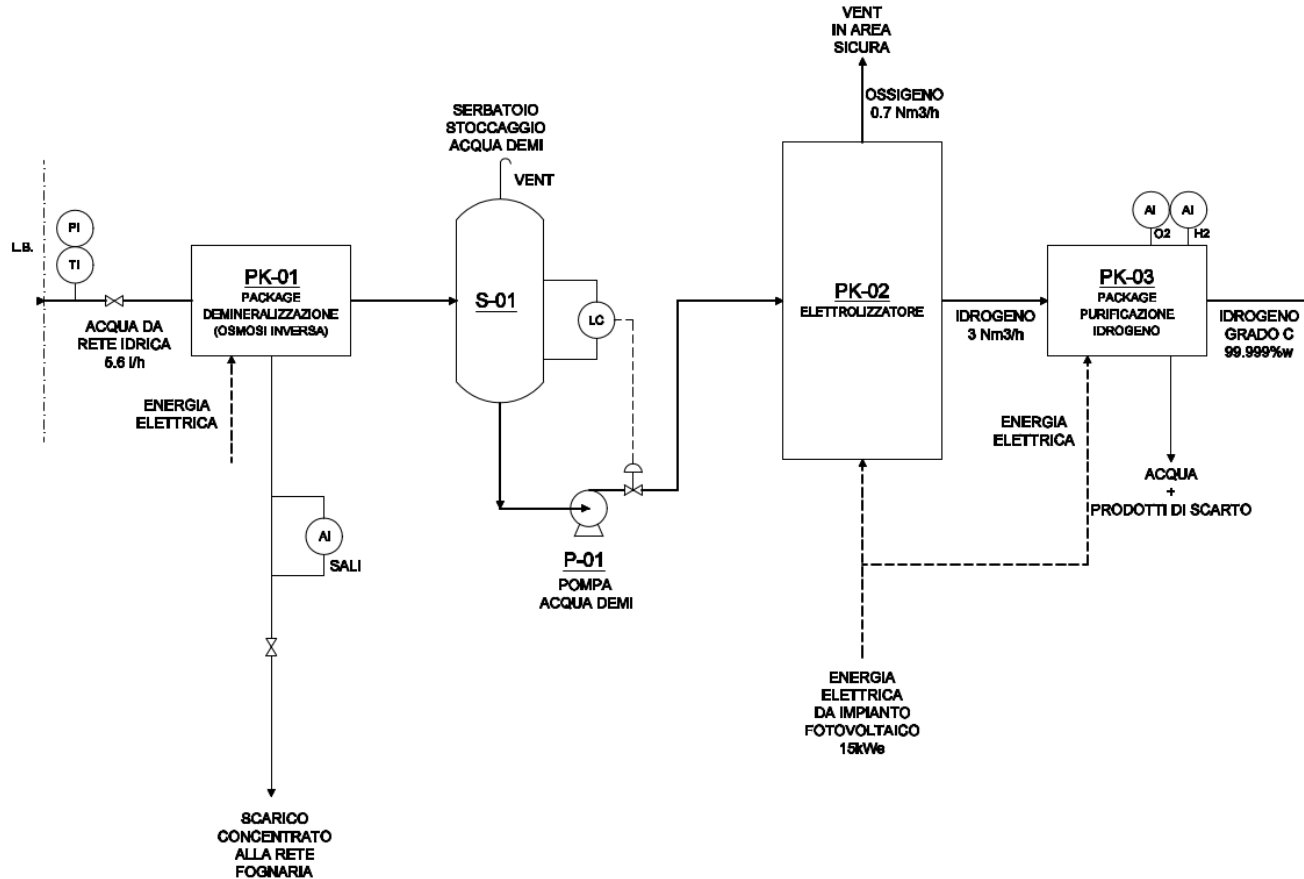 VENT
IN AREA
SICURA
OSSIGENO
0.7 Nm3/h
SERBATOIO
STOCCAGGIO
ACQUA DEMI
VENT
L.B.
PI
TI
PK-01
PACKAGE
DEMINERALIZZAZIONE
(OSMOSI INVERSA)
ACQUA DA
RETE IDRICA
5.6 l/h
ENERGIA
ELETTRICA
S-01
LC
PK-02
ELETTROLIZZATORE
IDROGENO
3 Nm3/h
AI
O2
AI
H2
PK-03
PACKAGE
PURIFICAZIONE
IDROGENO
IDROGENO
GRADO C
99.999%w
ENERGIA
ELETTRICA
ACQUA
+
PRODOTTI DI SCARTO
AI
SALI
P-01
POMPA
ACQUA DEMI
ENERGIA
ELETTRICA
DA IMPIANTO
FOTOVOLTAICO
15kWe
SCARICO
CONCENTRATO
ALLA RETE
FOGNARIA